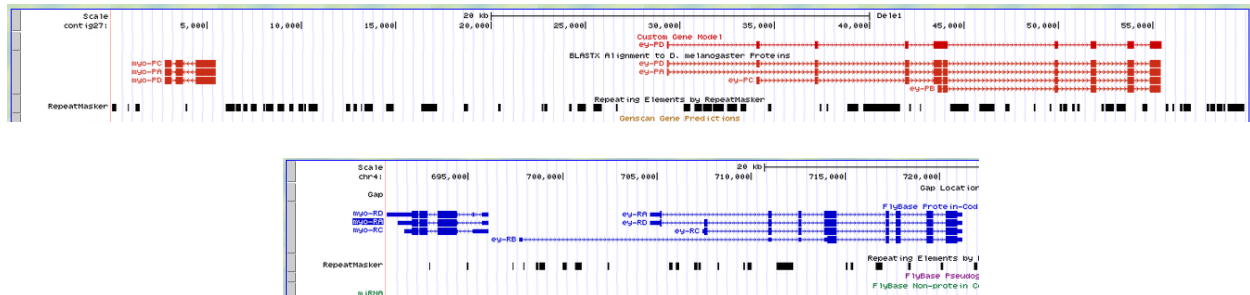 Scale 20 kb Dele1
contig27: 5,000 10,000 15,000 20,000 25,000 30,000 35,000 40,000 45,000 50,000 55,000
Custom Gene Model
ey-PD
BLASTX Alignment to D. melanogaster Proteins
myo-PC ey-PD
myo-PA ey-PA
myo-PD ey-PC
ey-PB
Repeating Elements by RepeatMasker
RepeatMasker
Genscan Gene Predictions
Scale 20 kb
chr4: 695,000 700,000 705,000 710,000 715,000 720,000
Gap Location
Gap
FlyBase Protein-Cod
myo-RD ey-RA
myo-RA ey-RD
myo-RC ey-RC
ey-RB
Repeating Elements by
RepeatMasker
FlyBase Pseudog
FlyBase Non-protein Co
miRNA